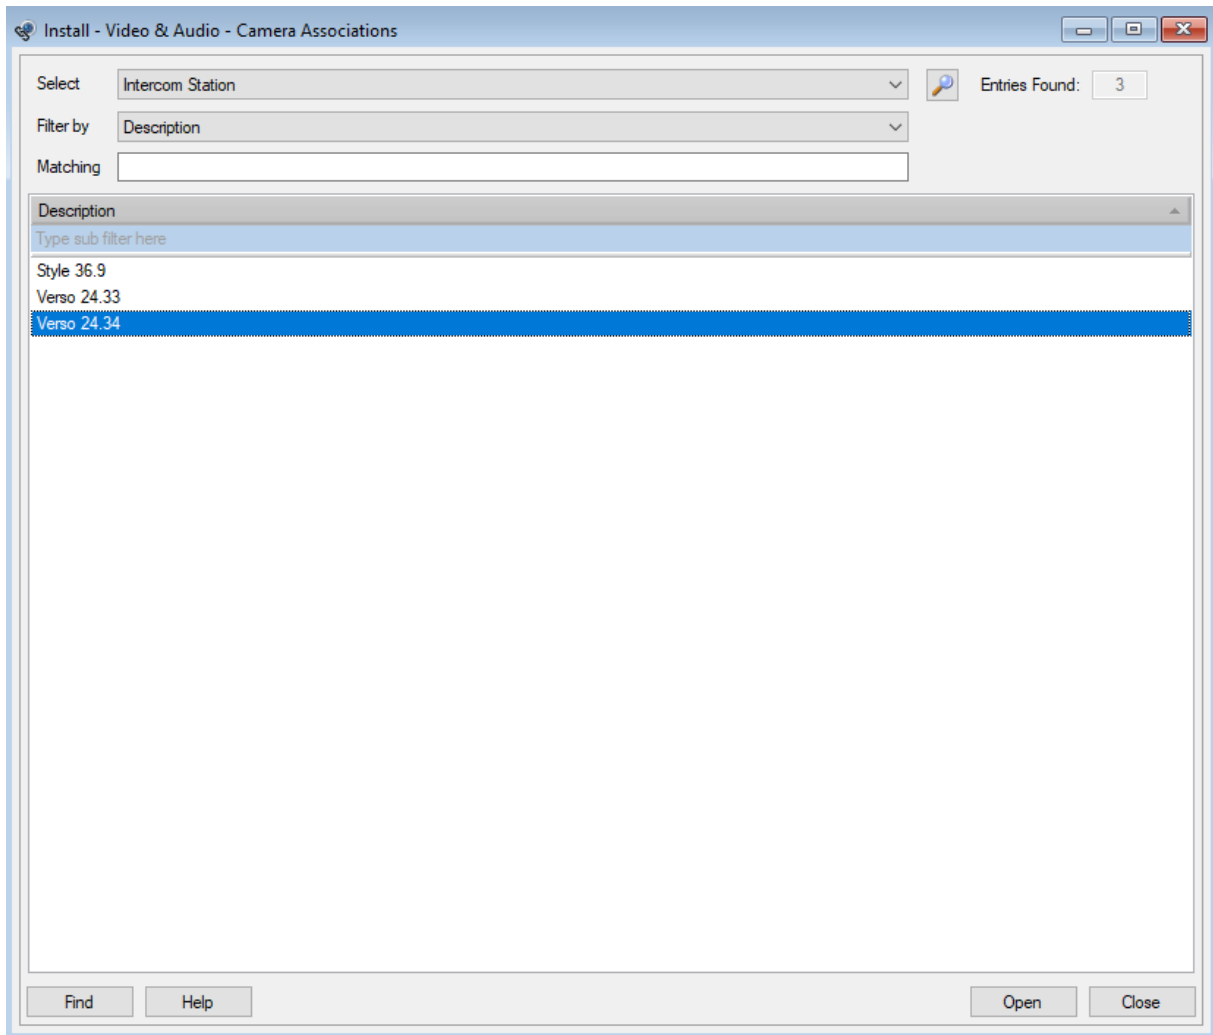 Install - Video & Audio - Camera Associations
Select Intercom Station Entries Found: 3
Filter by Description
Matching
Description
Type sub filter here
Style 36.9
Verso 24.33
Verso 24.34
Find Help Open Close